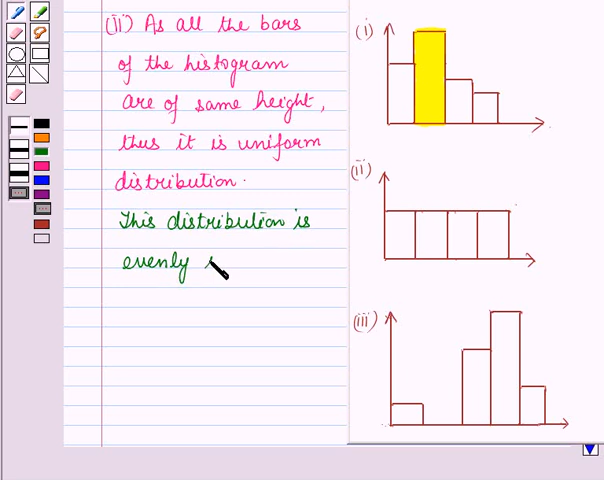 (ii) As all the bars
of the histogram
are of same height,
thus it is uniform
distribution.
This distribution is
evenly
(i)
(ii)
(iii)